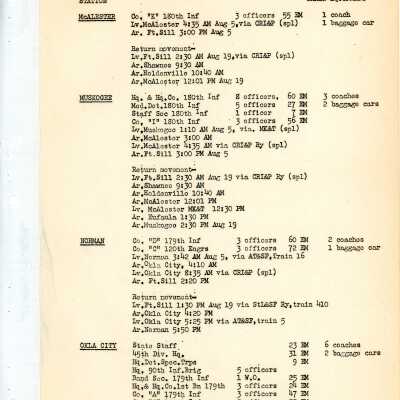 STATION
McALESTER Co. "K" 180th Inf 3 officers 55 EM 1 coach
Lv.McAlester 4:35 AM Aug 5,via CRI&P (spl) 1 baggage car
Ar.Ft.Sill 3:00 PM Aug 5
Return movement-
Lv.Ft.Sill 2:30 AM Aug 19,via CRI&P (spl)
Ar.Shawnee 9:30 AM
Ar.Holdenville 10:40 AM
Ar.McAlester 12:01 PM Aug 19
MUSKOGEE Hq. & Hq.Co. 180th Inf 8 officers, 60 EM 3 coaches
Med.Det.180th Inf 5 officers 27 EM 2 baggage cars
Staff Sec 180th Inf 1 officer 7 EM
Co. "I" 180th Inf 3 officers 56 EM
Lv.Muskogee 1:10 AM Aug 5, via. MK&T (spl)
Ar.McAlester 3:00 AM
Lv.McAlester 4:35 AM via CRI&P Ry (spl)
Ar.Ft.Sill 3:00 PM Aug 5
Return movement-
Lv.Ft.Sill 2:30 AM Aug 19 via CRI&P Ry (spl)
Ar.Shawnee 9:30 AM
Ar.Holdenville 10:40 AM
Ar.McAlester 12:01 PM
Lv. McAlester MK&T 12:30 PM
Ar. Eufaula 1:30 PM
Ar.Muskogee 2:30 PM Aug 19
NORMAN Co. "D" 179th Inf 3 officers 60 EM 2 coaches
Co. "C" 120th Engrs 3 officers 72 EM 1 baggage car
Lv.Norman 3:42 AM Aug 5, via AT&SF,Train 16
Ar.Okla City, 4:10 AM
Lv.Okla City 8:35 AM via CRI&P (spl)
Ar. Ft.Sill 2:20 PM
Return movement-
Lv.Ft.Sill 1:30 PM Aug 19 via StL&SF Ry,train 410
Ar.Okla City 4:20 PM
Lv.Okla City 5:25 PM via AT&SF,train 5
Ar.Norman 5:50 PM
OKLA CITY State Staff 23 EM 6 coaches
45th Div. Hq. 31 EM 2 baggage cars
Hq.Det.Spec.Trps 9 EM
Hq. 90th Inf.Brig 5 officers
Band Sec. 179th Inf 1 W.O. 25 EM
Hq.& Hq.Co.1st Bn 179th 3 officers 24 EM
Co. "A" 179th 3 officers 47 EM